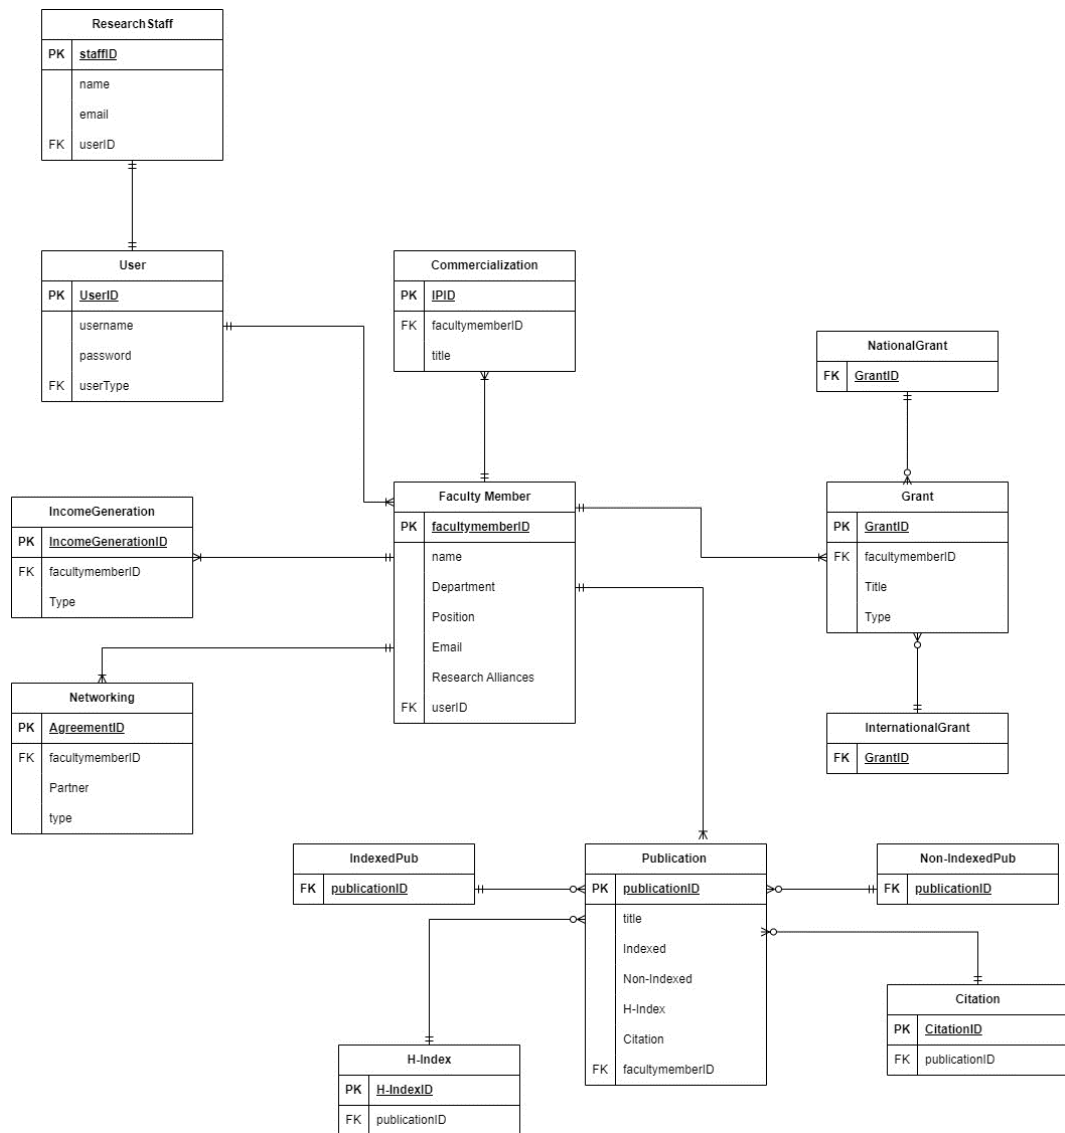 ResearchStaff
PK staffID
name
email
FK userID
User
PK UserID
username
password
FK userType
Commercialization
PK IPID
FK facultymemberID
title
NationalGrant
FK GrantID
IncomeGeneration
PK IncomeGenerationID
FK facultymemberID
Type
Faculty Member
PK facultymemberID
name
Department
Position
Email
Research Alliances
FK userID
Grant
PK GrantID
FK facultymemberID
Title
Type
Networking
PK AgreementID
FK facultymemberID
Partner
type
InternationalGrant
FK GrantID
IndexedPub
FK publicationID
Publication
PK publicationID
title
Indexed
Non-Indexed
H-Index
Citation
FK facultymemberID
Non-IndexedPub
FK publicationID
Citation
PK CitationID
FK publicationID
H-Index
PK H-IndexID
FK publicationID